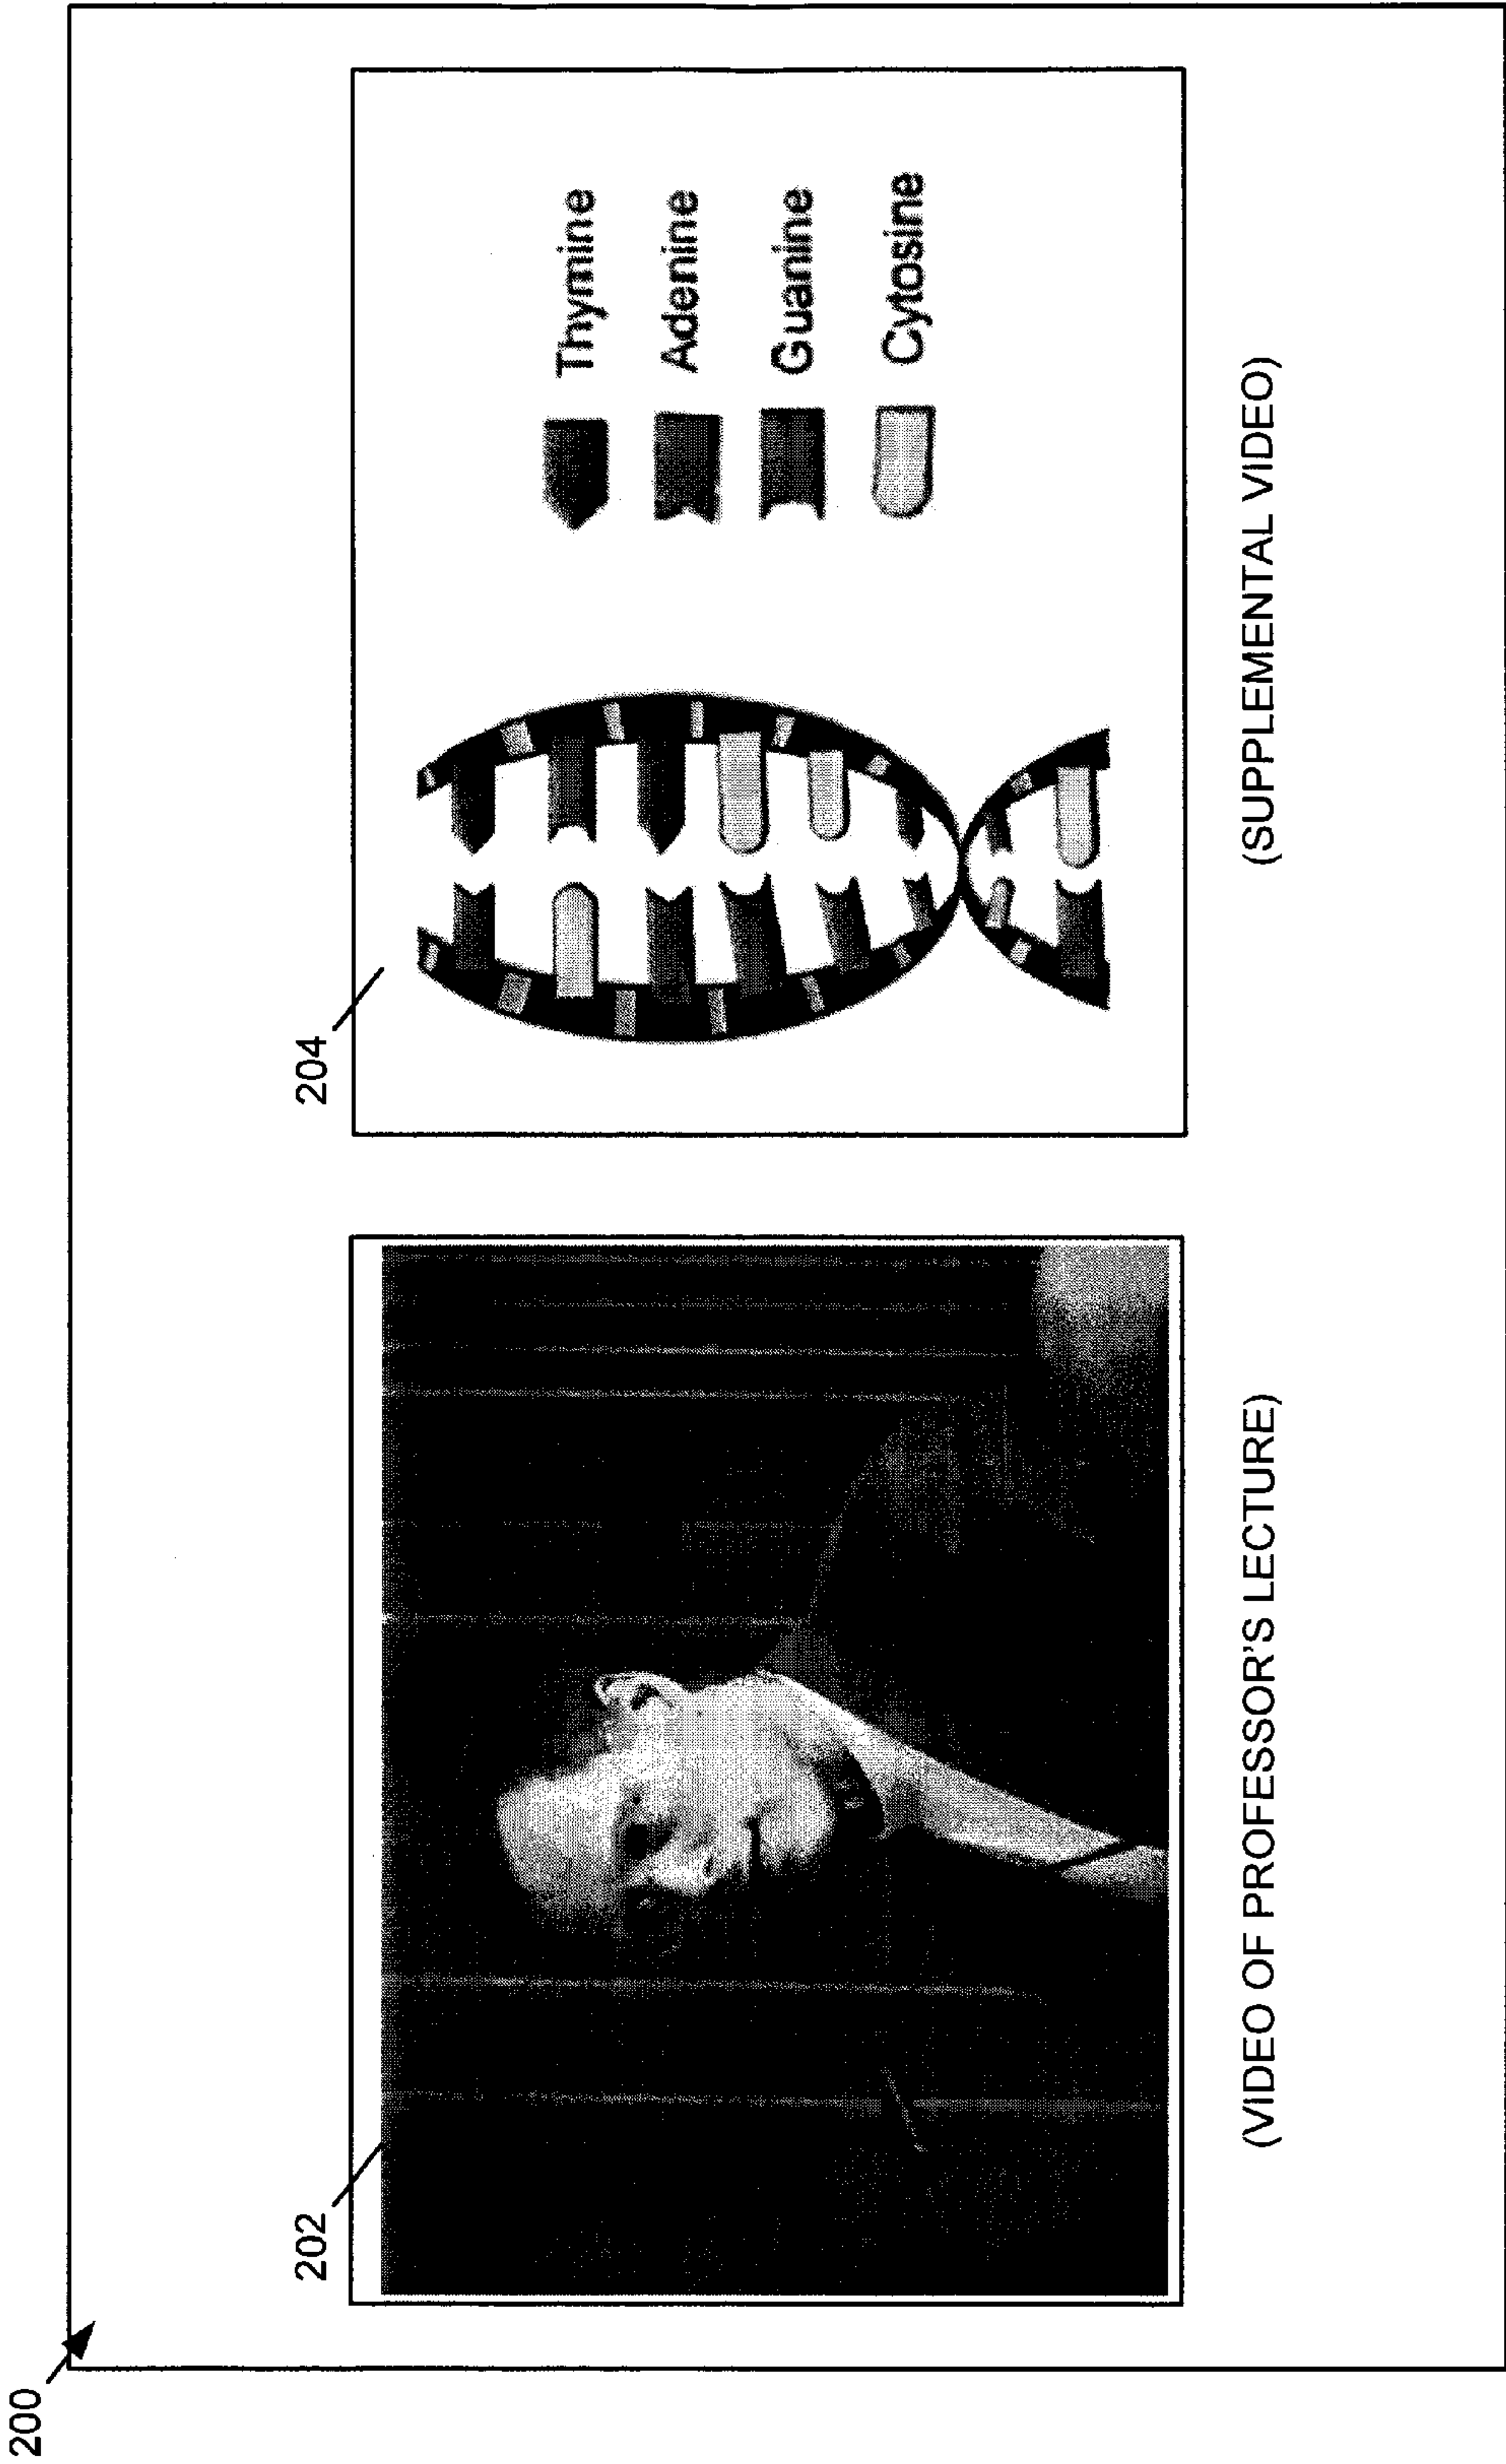 200
202
204
Thymine
Adenine
Guanine
Cytosine
(VIDEO OF PROFESSOR'S LECTURE)
(SUPPLEMENTAL VIDEO)